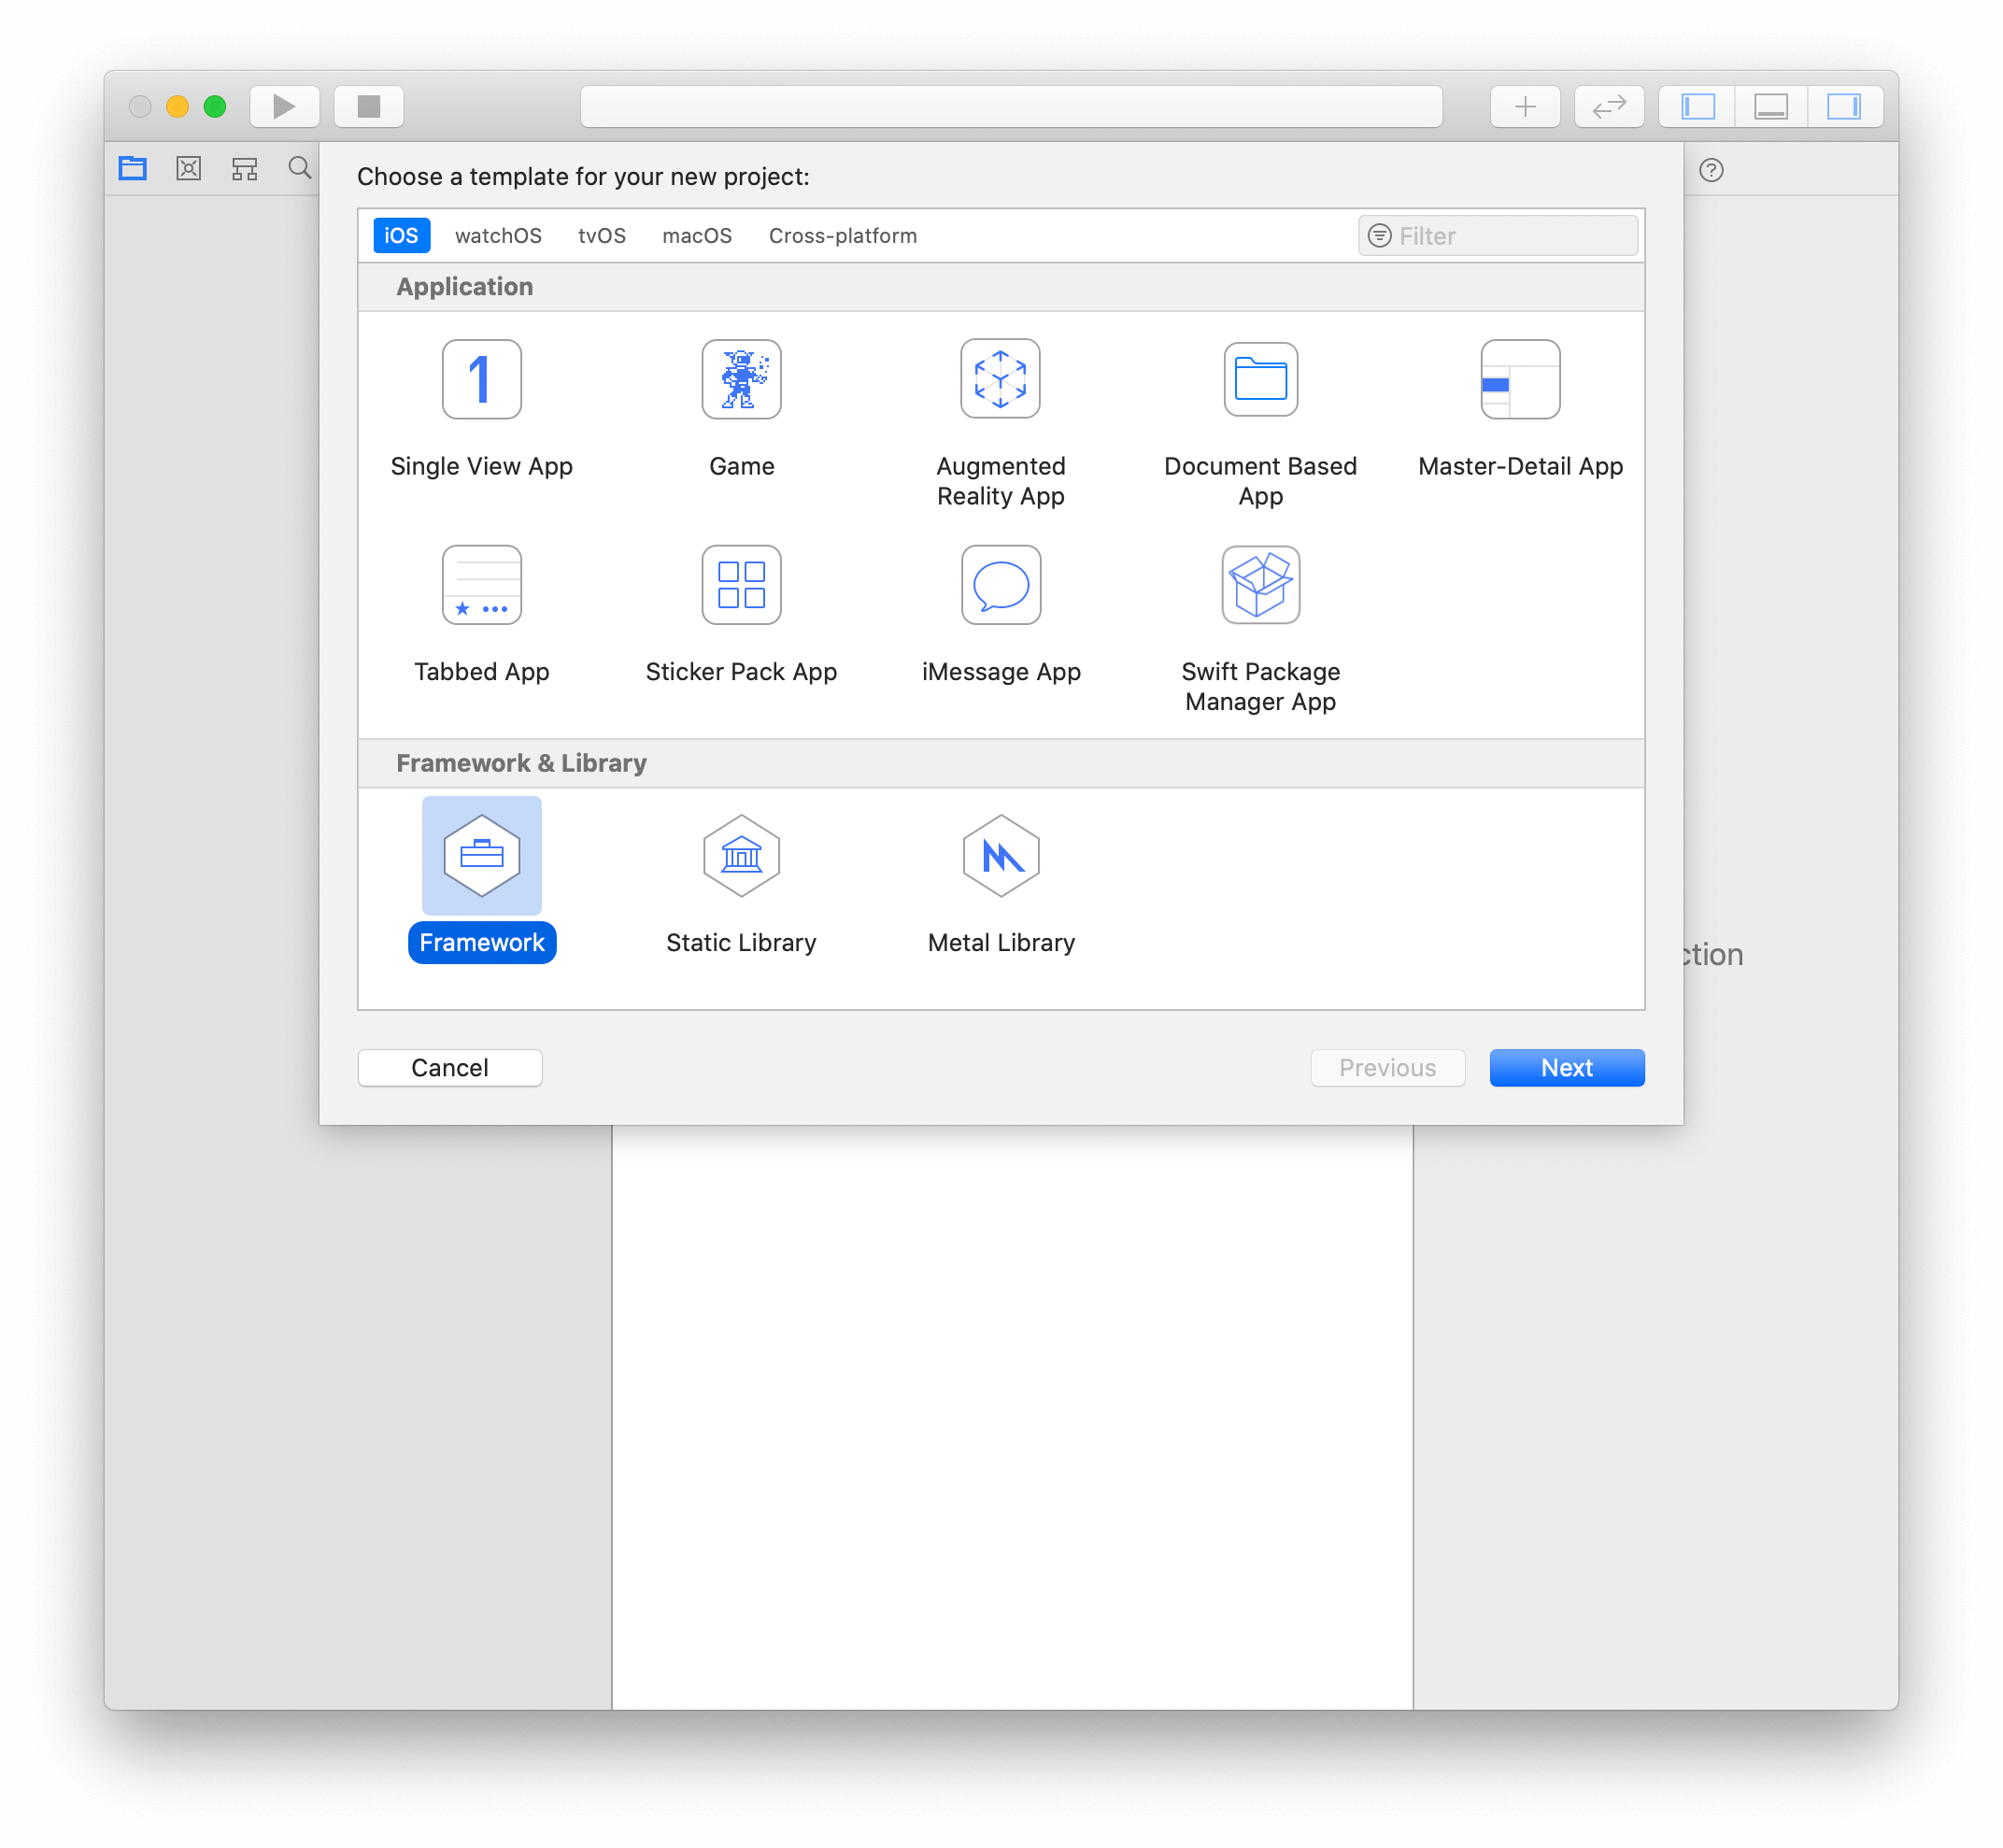 Choose a template for your new project:
iOS watchOS tvOS macOS Cross-platform Filter
Application
1
Single View App Game Augmented Reality App Document Based App Master-Detail App
Tabbed App Sticker Pack App iMessage App Swift Package Manager App
Framework & Library
Framework Static Library Metal Library
ction
Cancel Previous Next